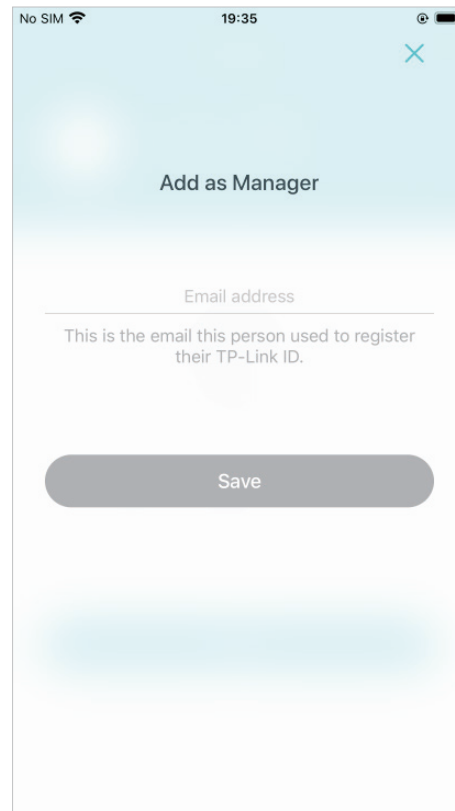 No SIM 19:35
Add as Manager
Email address
This is the email this person used to register
their TP-Link ID.
Save